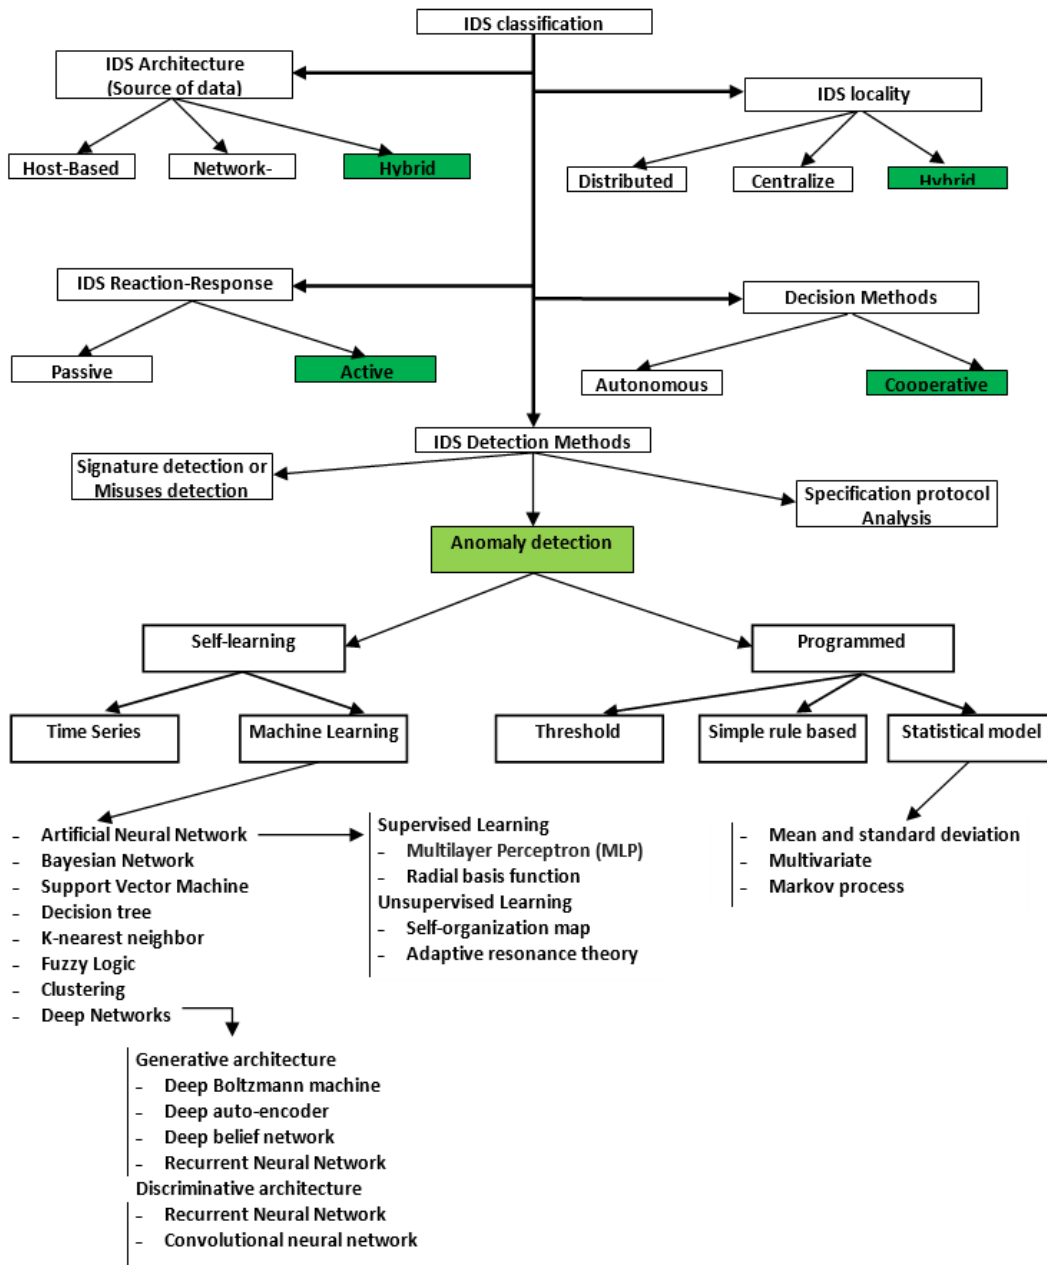 IDS classification
IDS Architecture
(Source of data)
IDS locality
Host-Based
Network-
Hybrid
Distributed
Centralize
Hybrid
IDS Reaction-Response
Decision Methods
Passive
Active
Autonomous
Cooperative
IDS Detection Methods
Signature detection or
Misuses detection
Specification protocol
Analysis
Anomaly detection
Self-learning
Programmed
Time Series
Machine Learning
Threshold
Simple rule based
Statistical model
- Artificial Neural Network
- Bayesian Network
- Support Vector Machine
- Decision tree
- K-nearest neighbor
- Fuzzy Logic
- Clustering
- Deep Networks
Supervised Learning
- Multilayer Perceptron (MLP)
- Radial basis function
Unsupervised Learning
- Self-organization map
- Adaptive resonance theory
- Mean and standard deviation
- Multivariate
- Markov process
Generative architecture
- Deep Boltzmann machine
- Deep auto-encoder
- Deep belief network
- Recurrent Neural Network
Discriminative architecture
- Recurrent Neural Network
- Convolutional neural network